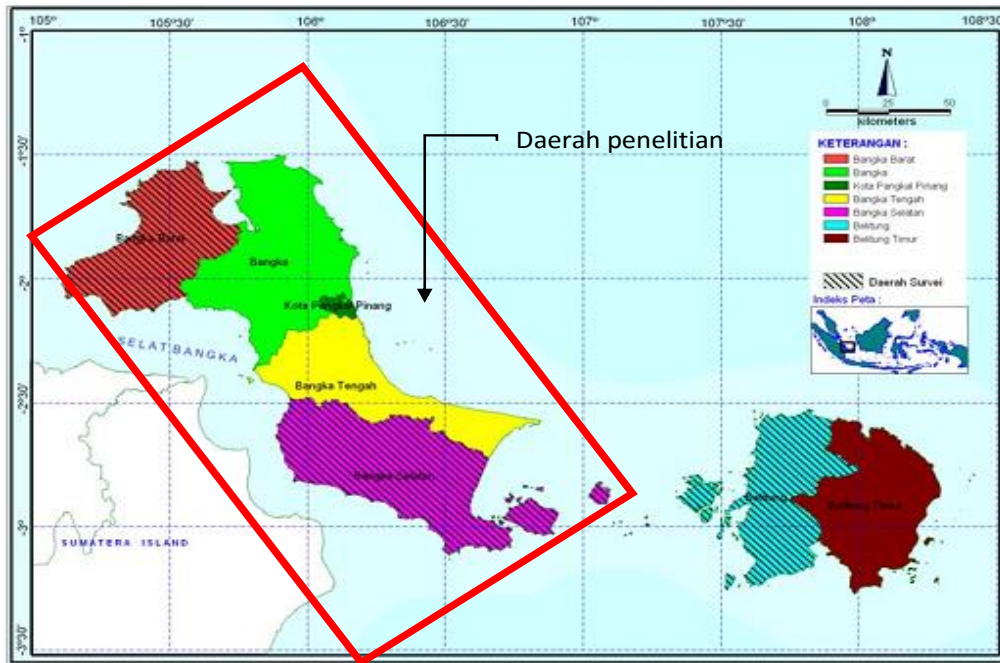 105° 105°30' 106° 106°30' 107° 107°30' 108° 108°30'
-1°
N
0 25 50
kilometers
Daerah penelitian
-1°30'
KETERANGAN :
Bangka Barat
Bangka
Kota Pangkal Pinang
Bangka Tengah
Bangka Selatan
Belitung
Belitung Timur
Bangka Barat
Bangka
-2°
Daerah Survei
Indeks Peta :
Kota Pangkal Pinang
SELAT BANGKA
Bangka Tengah
-2°30'
Bangka Selatan
Belitung
Belitung Timur
-3°
SUMATERA ISLAND
-3°30'